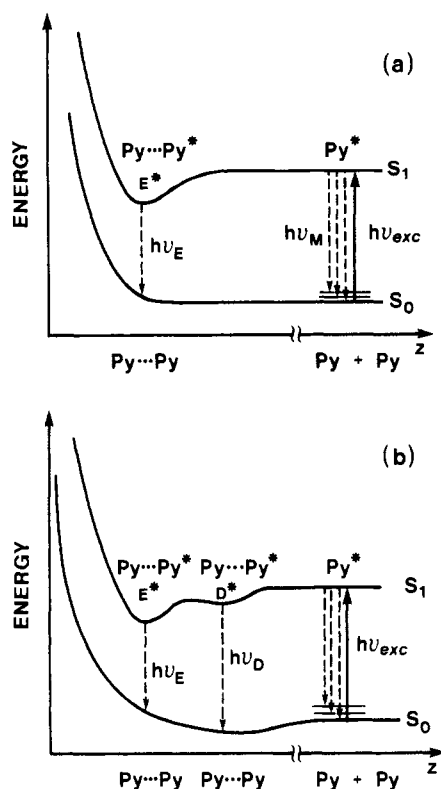 (a)
ENERGY
Py···Py*
Py*
E*
S₁
hνE
hνM
hνexc
S₀
z
Py···Py
Py + Py
(b)
ENERGY
Py···Py* Py···Py*
Py*
E*
D*
S₁
hνE
hνD
hνexc
S₀
z
Py···Py Py···Py
Py + Py